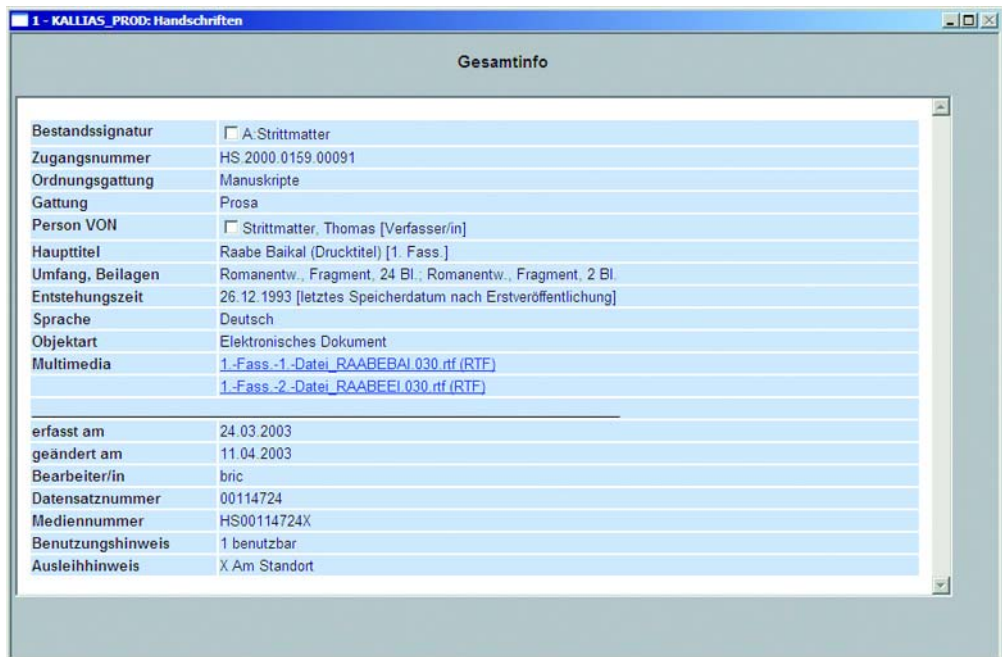 1 - KALLIAS_PROD: Handschriften
Gesamtinfo
Bestandssignatur A:Strittmatter
Zugangsnummer HS.2000.0159.00091
Ordnungsgattung Manuskripte
Gattung Prosa
Person VON Strittmatter, Thomas [Verfasser/in]
Haupttitel Raabe Baikal (Drucktitel) [1. Fass.]
Umfang, Beilagen Romanentw., Fragment, 24 Bl.; Romanentw., Fragment, 2 Bl.
Entstehungszeit 26.12.1993 [letztes Speicherdatum nach Erstveröffentlichung]
Sprache Deutsch
Objektart Elektronisches Dokument
Multimedia 1.-Fass.-1.-Datei_RAABEBAI.030.rtf (RTF)
1.-Fass.-2.-Datei_RAABEEI.030.rtf (RTF)
erfasst am 24.03.2003
geändert am 11.04.2003
Bearbeiter/in bric
Datensatznummer 00114724
Mediennummer HS00114724X
Benutzungshinweis 1 benutzbar
Ausleihhinweis X Am Standort